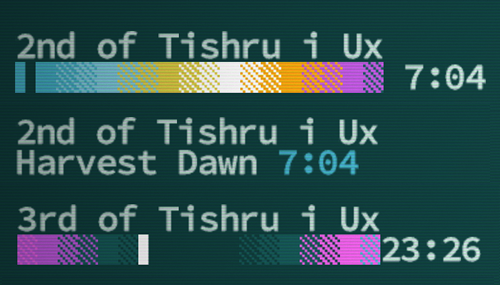 2nd of Tishru i Ux
7:04
2nd of Tishru i Ux
Harvest Dawn 7:04
3rd of Tishru i Ux
23:26